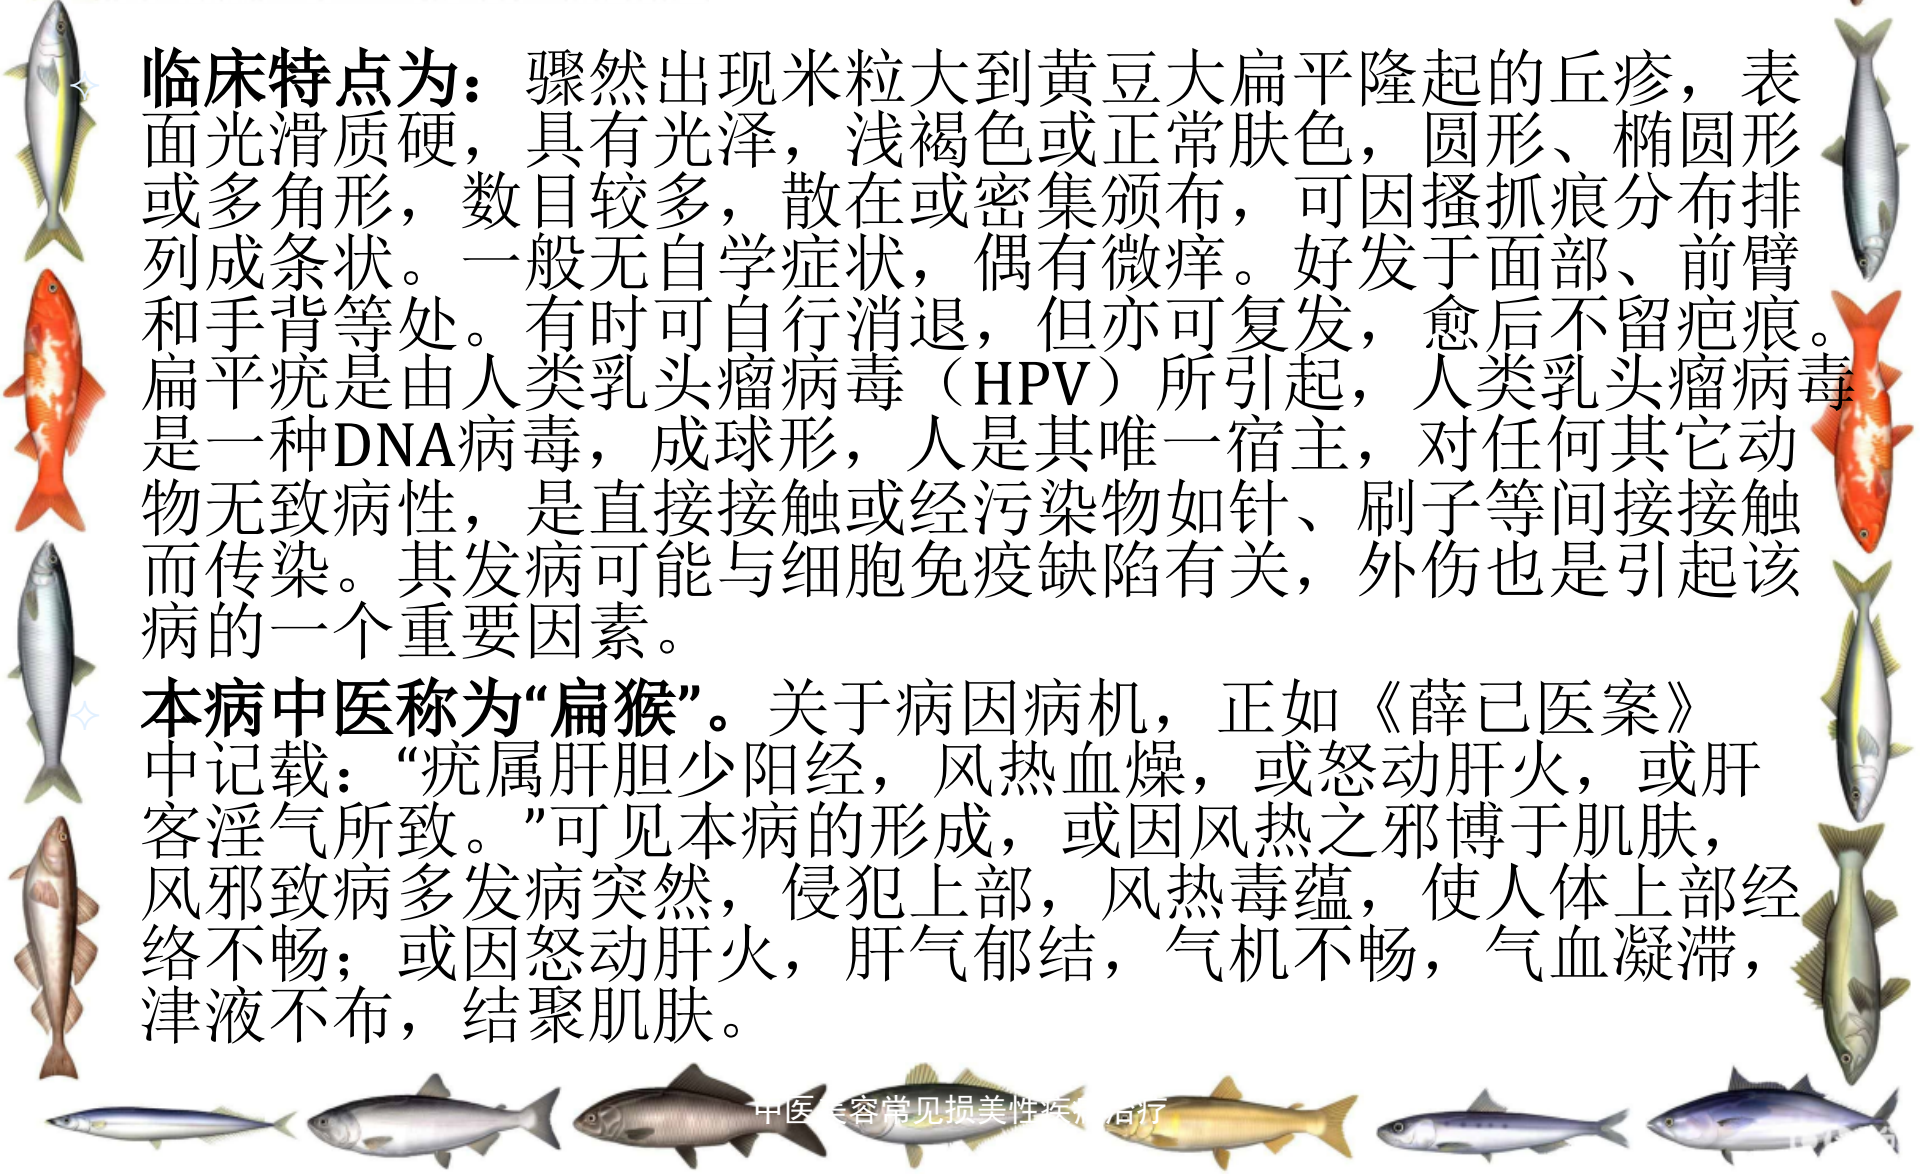 临床特点为：骤然出现米粒大到黄豆大扁平隆起的丘疹，表
面光滑质硬，具有光泽，浅褐色或正常肤色，圆形、椭圆形
或多角形，数目较多，散在或密集颁布，可因搔抓痕分布排
列成条状。一般无自学症状，偶有微痒。好发于面部、前臂
和手背等处。有时可自行消退，但亦可复发，愈后不留疤痕。
扁平疣是由人类乳头瘤病毒（HPV）所引起，人类乳头瘤病毒
是一种DNA病毒，成球形，人是其唯一宿主，对任何其它动
物无致病性，是直接接触或经污染物如针、刷子等间接接触
而传染。其发病可能与细胞免疫缺陷有关，外伤也是引起该
病的一个重要因素。
本病中医称为“扁猴”。关于病因病机，正如《薛已医案》
中记载：“疣属肝胆少阳经，风热血燥，或怒动肝火，或肝
客淫气所致。”可见本病的形成，或因风热之邪博于肌肤，
风邪致病多发病突然，侵犯上部，风热毒蕴，使人体上部经
络不畅；或因怒动肝火，肝气郁结，气机不畅，气血凝滞，
津液不布，结聚肌肤。
中医美容常见损美性疾病治疗